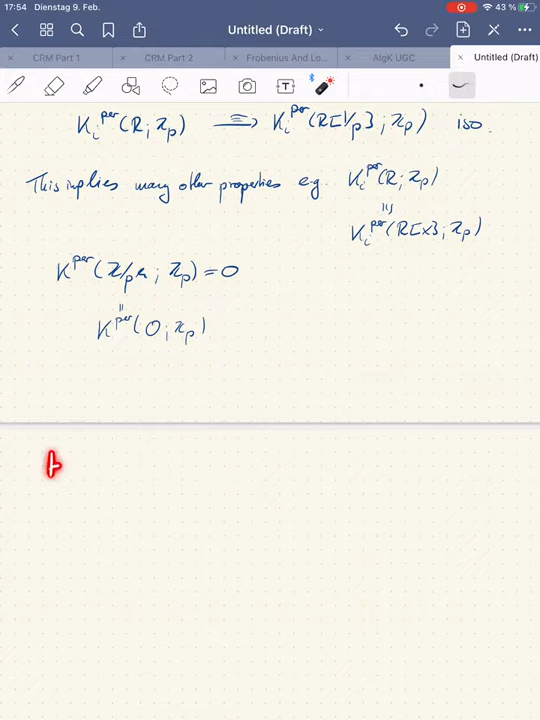 17:54 Dienstag 9. Feb. 43 %
Untitled (Draft)
CRM Part 1 CRM Part 2 Frobenius And Lo... AlgK UGC Untitled (Draft)
K_i^per(R; ℤ_p) ≅→ K_i^per(R[1/p]; ℤ_p) iso.
This implies many other properties e.g. K_i^per(R; ℤ_p)
≅
K_i^per(R[x]; ℤ_p)
K^per(ℤ/pⁿ; ℤ_p) = 0
=
K^per(0; ℤ_p)